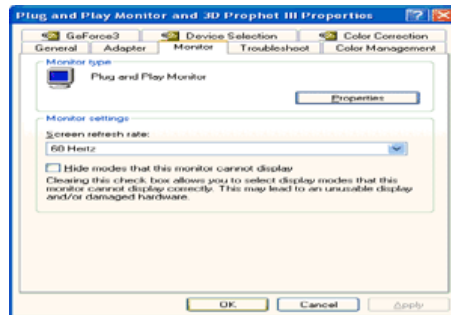 Plug and Play Monitor and 3D Prophet III Properties
GeForce3 Device Selection Color Correction
General Adapter Monitor Troubleshoot Color Management
Monitor type
Plug and Play Monitor
Properties
Monitor settings
Screen refresh rate:
60 Hertz
Hide modes that this monitor cannot display
Clearing this check box allows you to select display modes that this
monitor cannot display correctly. This may lead to an unusable display
and/or damaged hardware.
OK Cancel Apply